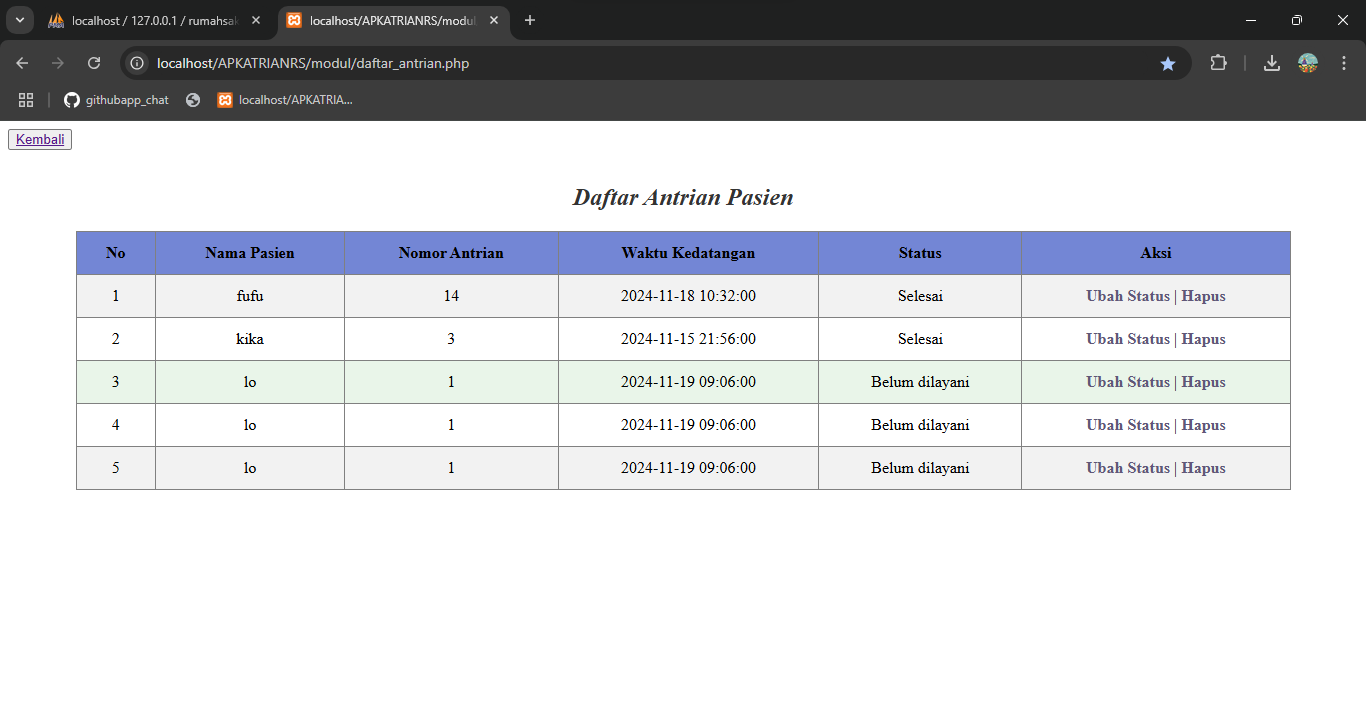 localhost / 127.0.0.1 / rumahsak
localhost/APKATRIANRS/modul
localhost/APKATRIANRS/modul/daftar_antrian.php
githubapp_chat localhost/APKATRIA...
Kembali
Daftar Antrian Pasien
No Nama Pasien Nomor Antrian Waktu Kedatangan Status Aksi
1 fufu 14 2024-11-18 10:32:00 Selesai Ubah Status | Hapus
2 kika 3 2024-11-15 21:56:00 Selesai Ubah Status | Hapus
3 lo 1 2024-11-19 09:06:00 Belum dilayani Ubah Status | Hapus
4 lo 1 2024-11-19 09:06:00 Belum dilayani Ubah Status | Hapus
5 lo 1 2024-11-19 09:06:00 Belum dilayani Ubah Status | Hapus